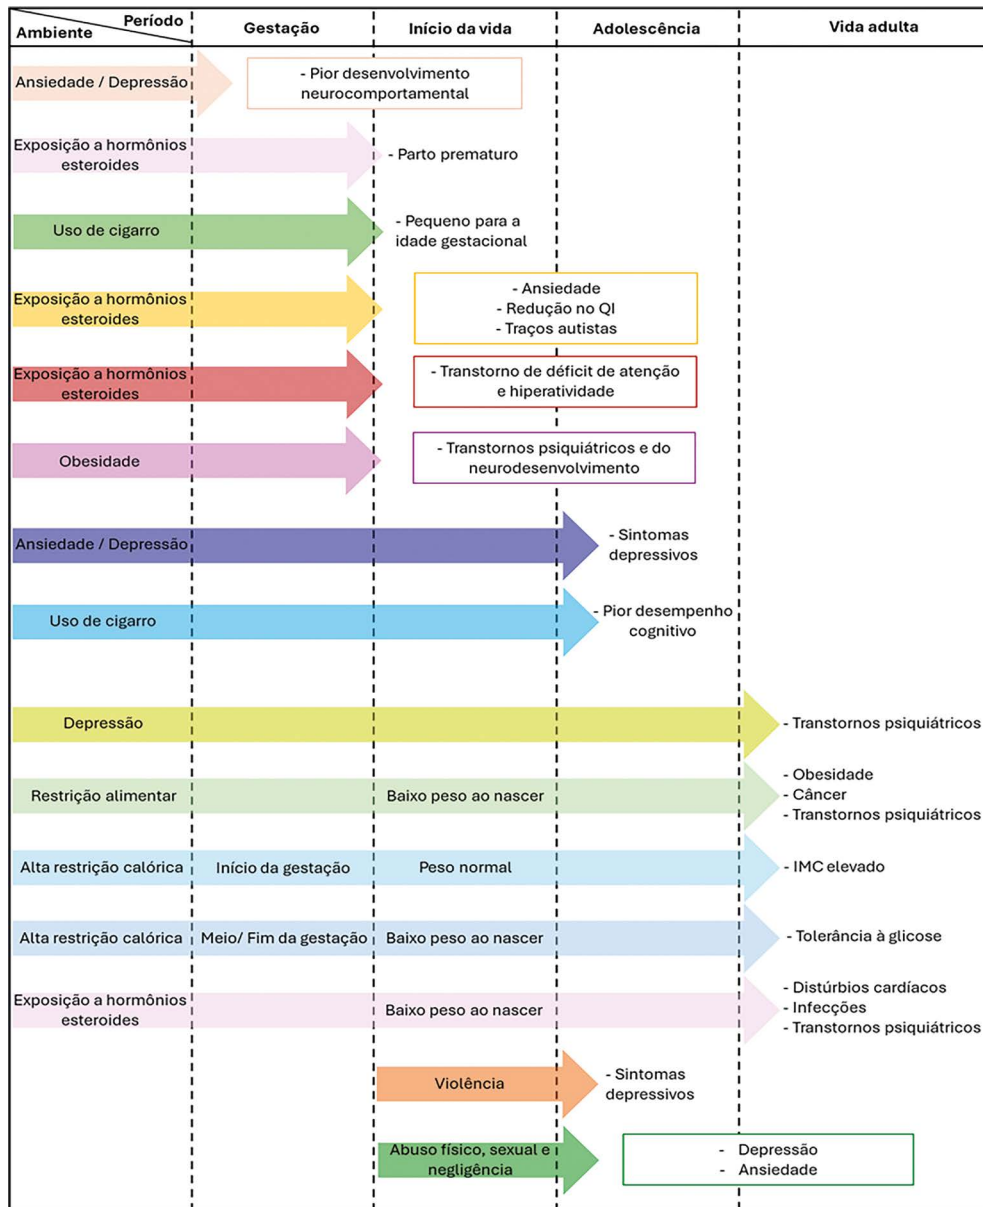 Período
Ambiente
Gestação
Início da vida
Adolescência
Vida adulta
Ansiedade / Depressão
- Pior desenvolvimento
neurocomportamental
Exposição a hormônios
esteroides
- Parto prematuro
Uso de cigarro
- Pequeno para a
idade gestacional
Exposição a hormônios
esteroides
- Ansiedade
- Redução no QI
- Traços autistas
Exposição a hormônios
esteroides
- Transtorno de déficit de atenção
e hiperatividade
Obesidade
- Transtornos psiquiátricos e do
neurodesenvolvimento
Ansiedade / Depressão
- Sintomas
depressivos
Uso de cigarro
- Pior desempenho
cognitivo
Depressão
- Transtornos psiquiátricos
Restrição alimentar
Baixo peso ao nascer
- Obesidade
- Câncer
- Transtornos psiquiátricos
Alta restrição calórica
Início da gestação
Peso normal
- IMC elevado
Alta restrição calórica
Meio/ Fim da gestação
Baixo peso ao nascer
- Tolerância à glicose
Exposição a hormônios
esteroides
Baixo peso ao nascer
- Distúrbios cardíacos
- Infecções
- Transtornos psiquiátricos
Violência
- Sintomas
depressivos
Abuso físico, sexual e
negligência
- Depressão
- Ansiedade